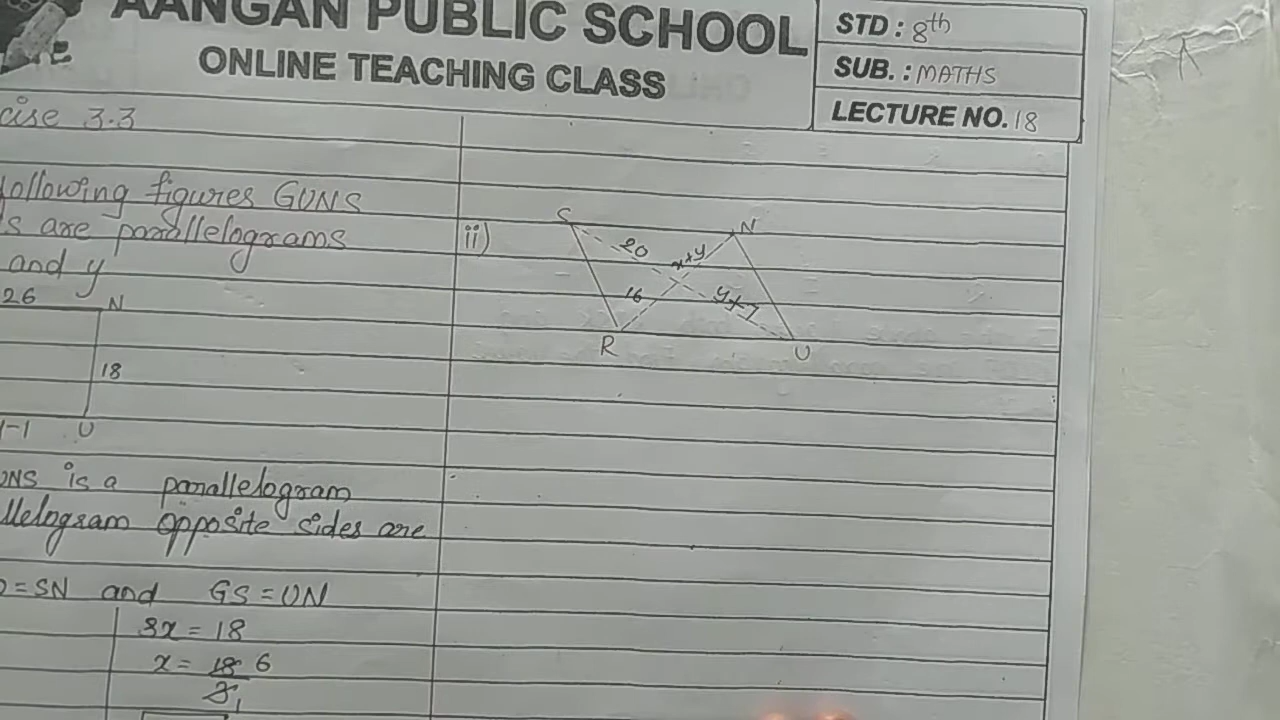 AANGAN PUBLIC SCHOOL
ONLINE TEACHING CLASS
STD : 8th
SUB. : MATHS
LECTURE NO. 18
cise 3.3
following figures GUNS
s are parallelograms
and y
26 N
18
-1 U
UNS is a parallelogram
llelogram opposite sides are
=SN and GS=UN
3x = 18
x = 18 6
3 1
ii)
S N
20 x+y
16 y+7
R U